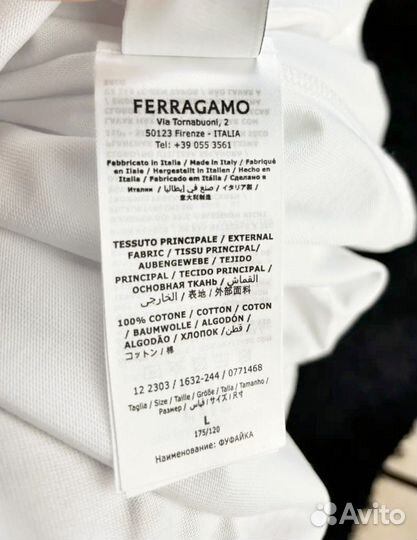 FERRAGAMO
Via Tornabuoni, 2
50123 Firenze - ITALIA
Tel: +39 055 3561
Fabbricato in Italia / Made in Italy / Fabriqué
en Italie / Hergestellt in Italien / Hecho en
Italia / Fabricado em Itália / Сделано в
Италии / صنع في إيطاليا / イタリア製 /
意大利制造
TESSUTO PRINCIPALE / EXTERNAL
FABRIC / TISSU PRINCIPAL /
AUBENGEWEBE / TEJIDO
PRINCIPAL / TECIDO PRINCIPAL /
ОСНОВНАЯ ТКАНЬ / القماش
الخارجي / 表地 / 外部面料
100% COTONE / COTTON / COTON
/ BAUMWOLLE / ALGODÓN /
ALGODÃO / ХЛОПОК / قطن /
コットン / 棉
12 2303 / 1632-244 / 0771468
Taglia / Size / Taille / Größe / Talla / Tamanho /
Размер / قياس / サイズ / 尺寸
L
175/120
Наименование: ФУФАЙКА
Avito